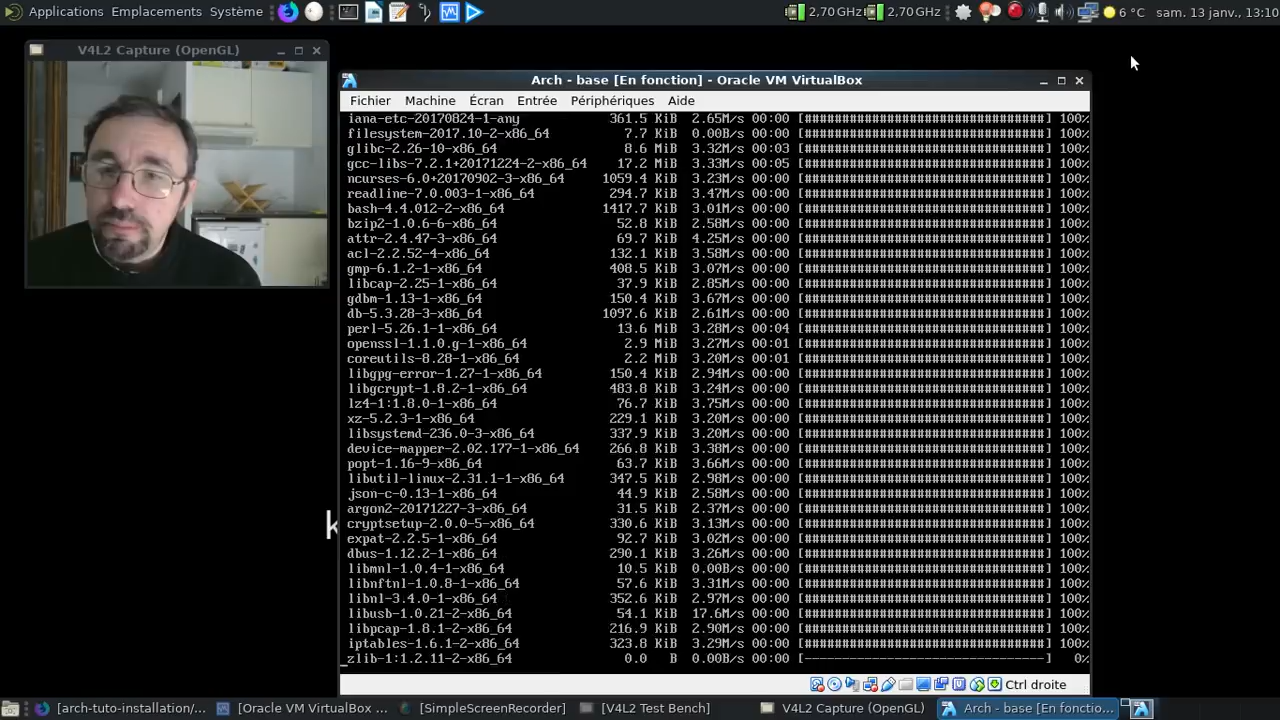 Applications Emplacements Système
2,70 GHz 2,70 GHz 6 °C sam. 13 janv., 13:10
V4L2 Capture (OpenGL)
Arch - base [En fonction] - Oracle VM VirtualBox
Fichier Machine Écran Entrée Périphériques Aide
iana-etc-20170824-1-any 361.5 KiB 2.65M/s 00:00 [################################] 100%
filesystem-2017.10-2-x86_64 7.7 KiB 0.00B/s 00:00 [################################] 100%
glibc-2.26-10-x86_64 8.6 MiB 3.32M/s 00:03 [################################] 100%
gcc-libs-7.2.1+20171224-2-x86_64 17.2 MiB 3.33M/s 00:05 [################################] 100%
ncurses-6.0+20170902-3-x86_64 1059.4 KiB 3.23M/s 00:00 [################################] 100%
readline-7.0.003-1-x86_64 294.7 KiB 3.47M/s 00:00 [################################] 100%
bash-4.4.012-2-x86_64 1417.7 KiB 3.01M/s 00:00 [################################] 100%
bzip2-1.0.6-6-x86_64 52.8 KiB 2.58M/s 00:00 [################################] 100%
attr-2.4.47-3-x86_64 69.7 KiB 4.25M/s 00:00 [################################] 100%
acl-2.2.52-4-x86_64 132.1 KiB 3.58M/s 00:00 [################################] 100%
gmp-6.1.2-1-x86_64 408.5 KiB 3.07M/s 00:00 [################################] 100%
libcap-2.25-1-x86_64 37.9 KiB 2.85M/s 00:00 [################################] 100%
gdbm-1.13-1-x86_64 150.4 KiB 3.67M/s 00:00 [################################] 100%
db-5.3.28-3-x86_64 1097.6 KiB 2.61M/s 00:00 [################################] 100%
perl-5.26.1-1-x86_64 13.6 MiB 3.28M/s 00:04 [################################] 100%
openssl-1.1.0.g-1-x86_64 2.9 MiB 3.27M/s 00:01 [################################] 100%
coreutils-8.28-1-x86_64 2.2 MiB 3.20M/s 00:01 [################################] 100%
libgpg-error-1.27-1-x86_64 150.4 KiB 2.94M/s 00:00 [################################] 100%
libgcrypt-1.8.2-1-x86_64 483.8 KiB 3.24M/s 00:00 [################################] 100%
lz4-1:1.8.0-1-x86_64 76.7 KiB 3.75M/s 00:00 [################################] 100%
xz-5.2.3-1-x86_64 229.1 KiB 3.20M/s 00:00 [################################] 100%
libsystemd-236.0-3-x86_64 337.9 KiB 3.20M/s 00:00 [################################] 100%
device-mapper-2.02.177-1-x86_64 266.8 KiB 3.38M/s 00:00 [################################] 100%
popt-1.16-9-x86_64 63.7 KiB 3.66M/s 00:00 [################################] 100%
libutil-linux-2.31.1-1-x86_64 347.5 KiB 2.98M/s 00:00 [################################] 100%
json-c-0.13-1-x86_64 44.9 KiB 2.58M/s 00:00 [################################] 100%
argon2-20171227-3-x86_64 31.5 KiB 2.37M/s 00:00 [################################] 100%
cryptsetup-2.0.0-5-x86_64 330.6 KiB 3.13M/s 00:00 [################################] 100%
expat-2.2.5-1-x86_64 92.7 KiB 3.02M/s 00:00 [################################] 100%
dbus-1.12.2-1-x86_64 290.1 KiB 3.26M/s 00:00 [################################] 100%
libmnl-1.0.4-1-x86_64 10.5 KiB 0.00B/s 00:00 [################################] 100%
libnftnl-1.0.8-1-x86_64 57.6 KiB 3.31M/s 00:00 [################################] 100%
libnl-3.4.0-1-x86_64 352.6 KiB 2.97M/s 00:00 [################################] 100%
libusb-1.0.21-2-x86_64 54.1 KiB 17.6M/s 00:00 [################################] 100%
libpcap-1.8.1-2-x86_64 216.9 KiB 2.90M/s 00:00 [################################] 100%
iptables-1.6.1-2-x86_64 323.8 KiB 3.29M/s 00:00 [################################] 100%
_zlib-1:1.2.11-2-x86_64 0.0 B 0.00B/s 00:00 [--------------------------------] 0%
k
Ctrl droite
[arch-tuto-installation/... [Oracle VM VirtualBox ... [SimpleScreenRecorder] [V4L2 Test Bench] V4L2 Capture (OpenGL) Arch - base [En fonctio...